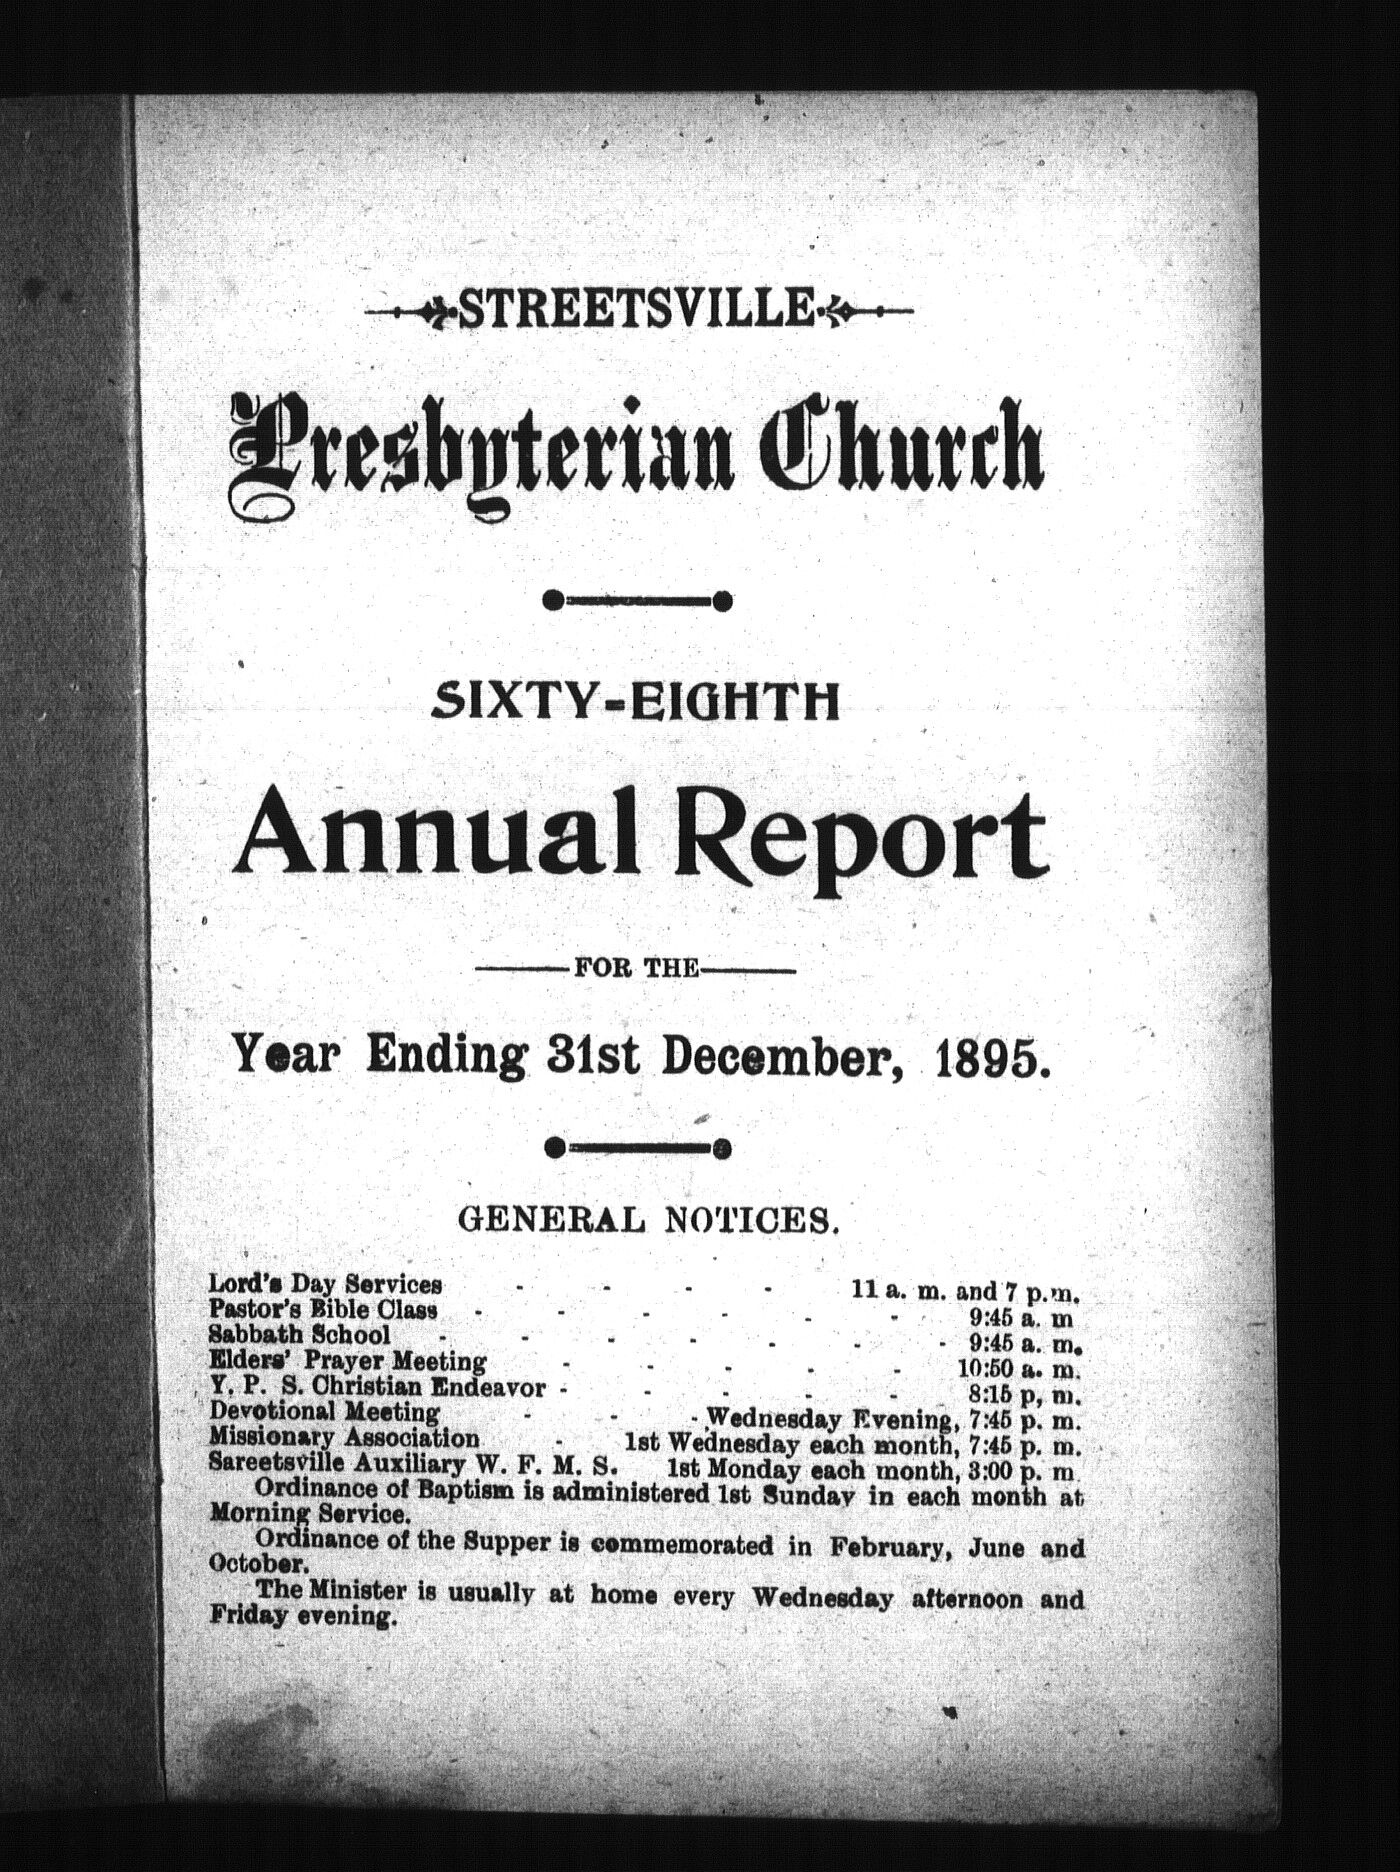 STREETSVILLE
Presbyterian Church
SIXTY-EIGHTH
Annual Report
FOR THE
Year Ending 31st December, 1895.
GENERAL NOTICES.
Lord's Day Services - - - - 11 a. m. and 7 p.m.
Pastor's Bible Class - - - - - - 9:45 a. m
Sabbath School - - - - - - - 9:45 a. m.
Elders' Prayer Meeting - - - - - 10:50 a. m.
Y. P. S. Christian Endeavor - - - - - 8:15 p, m.
Devotional Meeting - - - Wednesday Evening, 7:45 p. m.
Missionary Association - 1st Wednesday each month, 7:45 p. m.
Sareetsville Auxiliary W. F. M. S. 1st Monday each month, 3:00 p. m
Ordinance of Baptism is administered 1st Sunday in each month at
Morning Service.
Ordinance of the Supper is commemorated in February, June and
October.
The Minister is usually at home every Wednesday afternoon and
Friday evening.